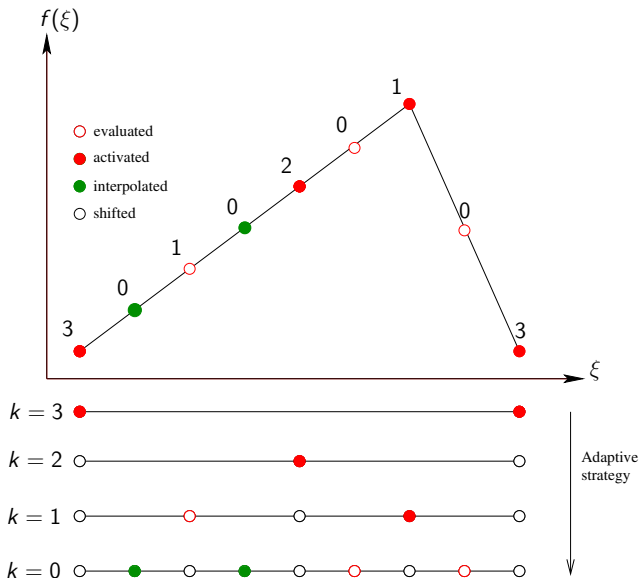 f(ξ)
1
evaluated
0
activated
2
interpolated
0
shifted
0
1
0
3
3
ξ
k = 3
k = 2
Adaptive
strategy
k = 1
k = 0